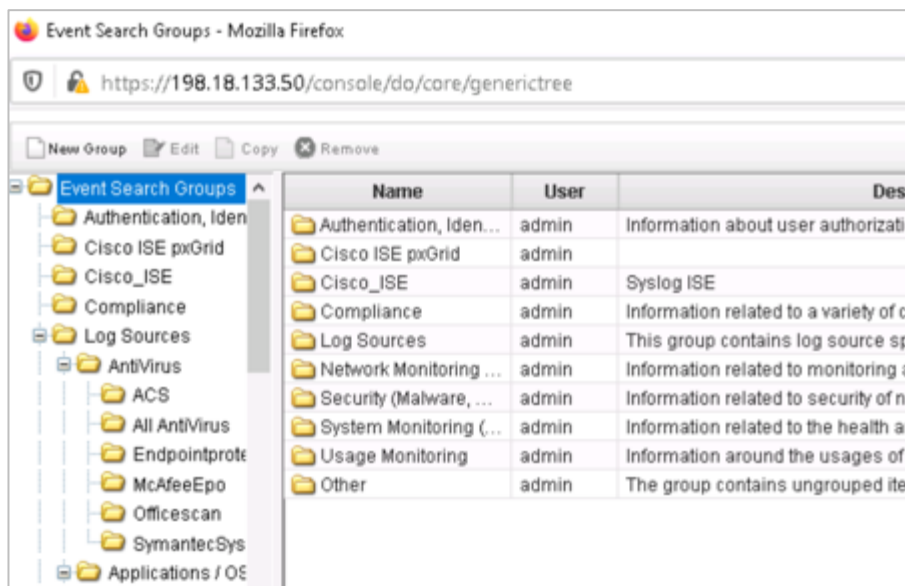 Event Search Groups - Mozilla Firefox
https://198.18.133.50/console/do/core/generictree
New Group Edit Copy Remove
Event Search Groups
Authentication, Iden
Cisco ISE pxGrid
Cisco_ISE
Compliance
Log Sources
AntiVirus
ACS
All AntiVirus
Endpointprote
McAfeeEpo
Officescan
SymantecSys
Applications / OS
Name User Des
Authentication, Iden... admin Information about user authorizati
Cisco ISE pxGrid admin
Cisco_ISE admin Syslog ISE
Compliance admin Information related to a variety of c
Log Sources admin This group contains log source sp
Network Monitoring ... admin Information related to monitoring a
Security (Malware, ... admin Information related to security of n
System Monitoring (... admin Information related to the health a
Usage Monitoring admin Information around the usages of
Other admin The group contains ungrouped ite